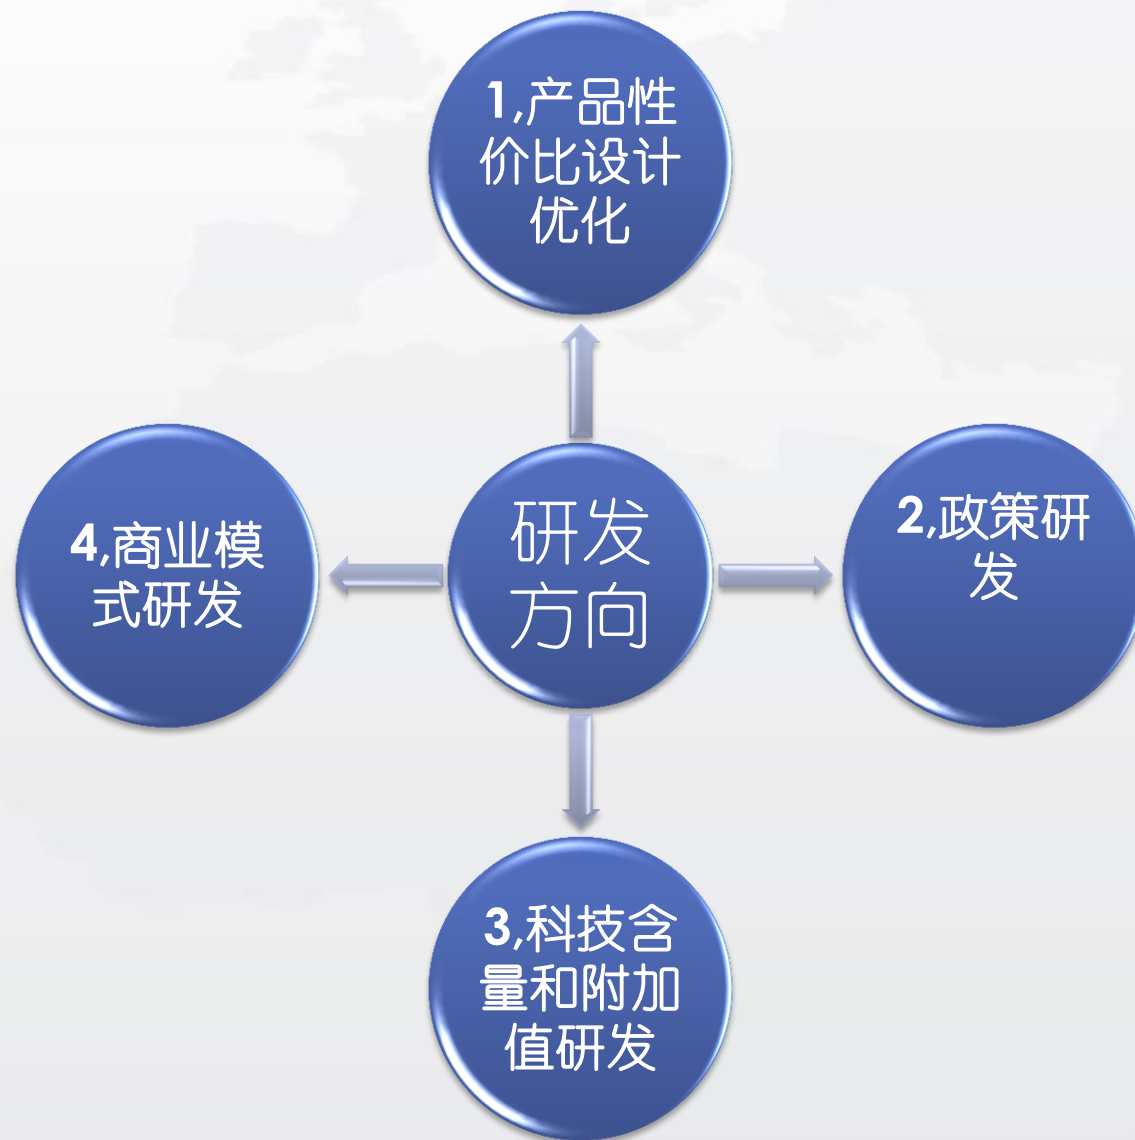 1,产品性
价比设计
优化
4,商业模
式研发
研发
方向
2,政策研
发
3,科技含
量和附加
值研发